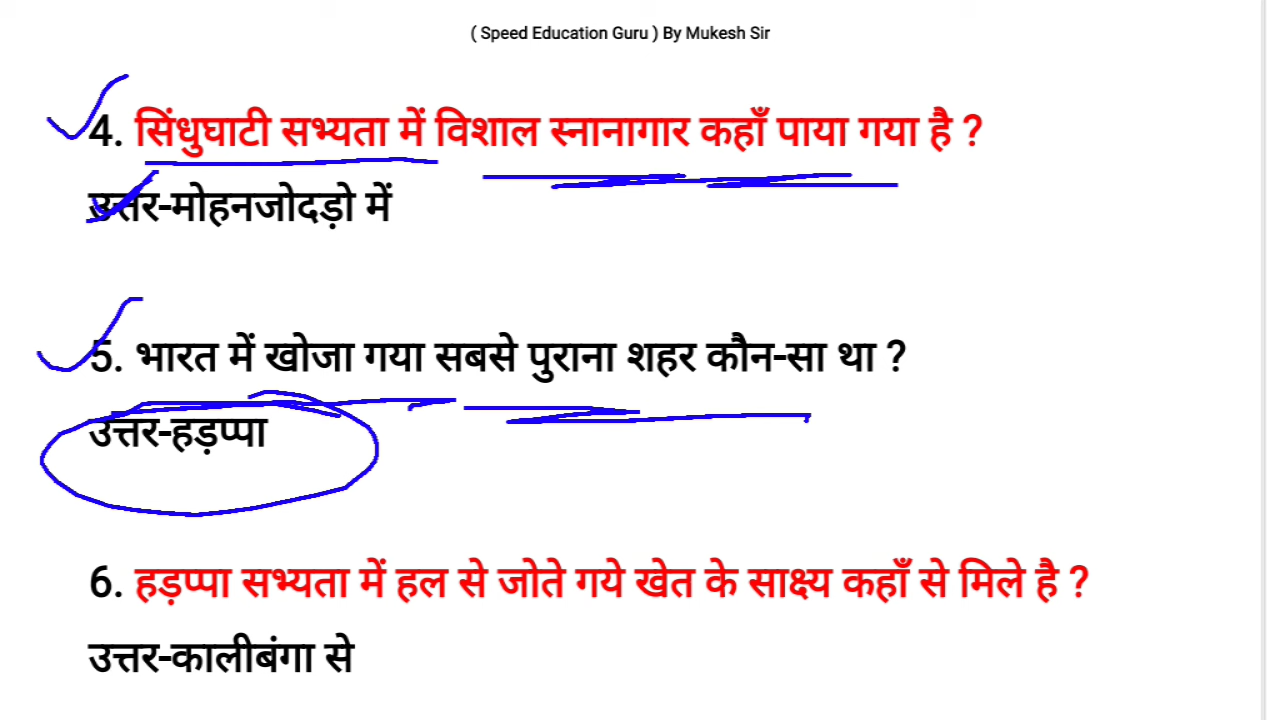 ( Speed Education Guru ) By Mukesh Sir
4. सिंधुघाटी सभ्यता में विशाल स्नानागार कहाँ पाया गया है ?
उत्तर-मोहनजोदड़ो में
5. भारत में खोजा गया सबसे पुराना शहर कौन-सा था ?
उत्तर-हड़प्पा
6. हड़प्पा सभ्यता में हल से जोते गये खेत के साक्ष्य कहाँ से मिले है ?
उत्तर-कालीबंगा से